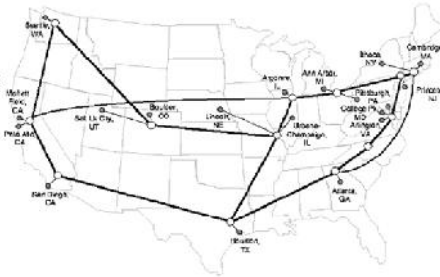 Seattle,
WA
Ithaca,
NY
Cambridge,
MA
Ann Arbor,
MI
Argonne,
IL
Moffett
Field,
CA
Palo Alto,
CA
Salt Lk City,
UT
Boulder,
CO
Lincoln,
NE
Urbana-
Champaign,
IL
Pittsburgh,
PA
College Pk,
MD
Arlington,
VA
Princeton,
NJ
San Diego,
CA
Atlanta,
GA
Houston,
TX